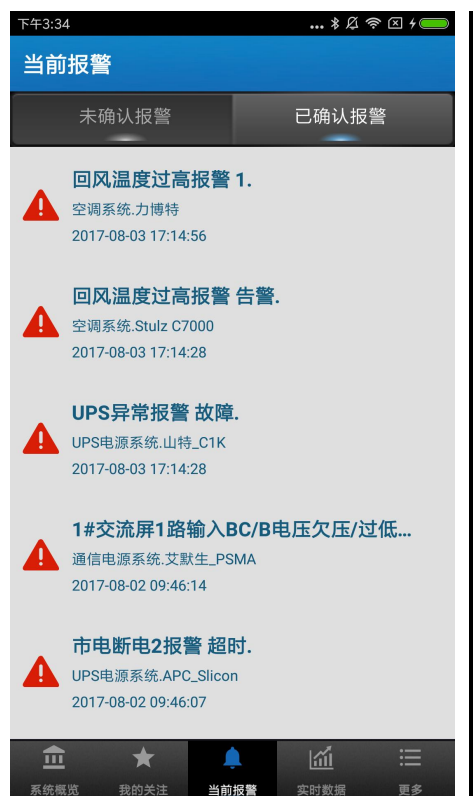 下午3:34
当前报警
未确认报警 已确认报警
回风温度过高报警 1.
空调系统.力博特
2017-08-03 17:14:56
回风温度过高报警 告警.
空调系统.Stulz C7000
2017-08-03 17:14:28
UPS异常报警 故障.
UPS电源系统.山特_C1K
2017-08-03 17:14:28
1#交流屏1路输入BC/B电压欠压/过低...
通信电源系统.艾默生_PSMA
2017-08-02 09:46:14
市电断电2报警 超时.
UPS电源系统.APC_Slicon
2017-08-02 09:46:07
系统概览 我的关注 当前报警 实时数据 更多